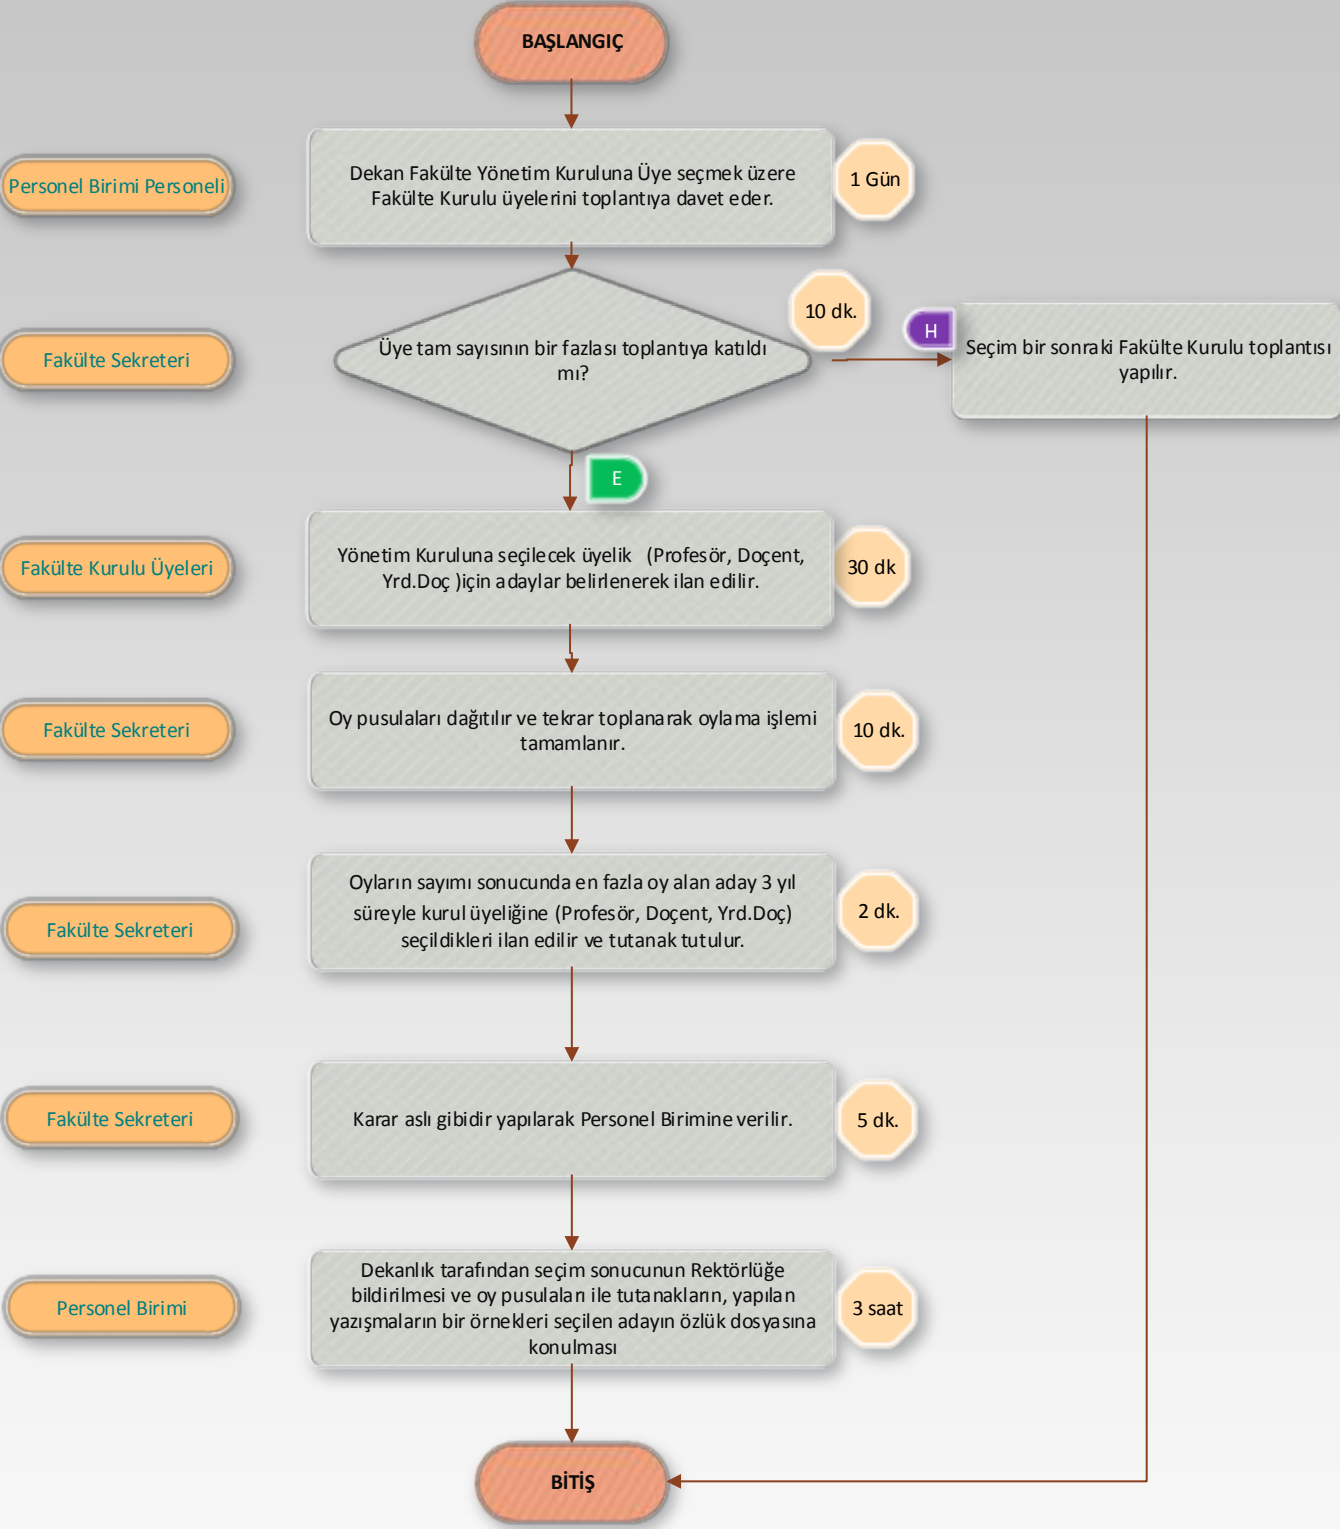 BAŞLANGIÇ
Personel Birimi Personeli
Dekan Fakülte Yönetim Kuruluna Üye seçmek üzere
Fakülte Kurulu üyelerini toplantıya davet eder.
1 Gün
Fakülte Sekreteri
Üye tam sayısının bir fazlası toplantıya katıldı
mı?
10 dk.
H
Seçim bir sonraki Fakülte Kurulu toplantısı
yapılır.
E
Fakülte Kurulu Üyeleri
Yönetim Kuruluna seçilecek üyelik (Profesör, Doçent,
Yrd.Doç )için adaylar belirlenerek ilan edilir.
30 dk
Fakülte Sekreteri
Oy pusulaları dağıtılır ve tekrar toplanarak oylama işlemi
tamamlanır.
10 dk.
Fakülte Sekreteri
Oyların sayımı sonucunda en fazla oy alan aday 3 yıl
süreyle kurul üyeliğine (Profesör, Doçent, Yrd.Doç)
seçildikleri ilan edilir ve tutanak tutulur.
2 dk.
Fakülte Sekreteri
Karar aslı gibidir yapılarak Personel Birimine verilir.
5 dk.
Personel Birimi
Dekanlık tarafından seçim sonucunun Rektörlüğe
bildirilmesi ve oy pusulaları ile tutanakların, yapılan
yazışmaların bir örnekleri seçilen adayın özlük dosyasına
konulması
3 saat
BİTİŞ